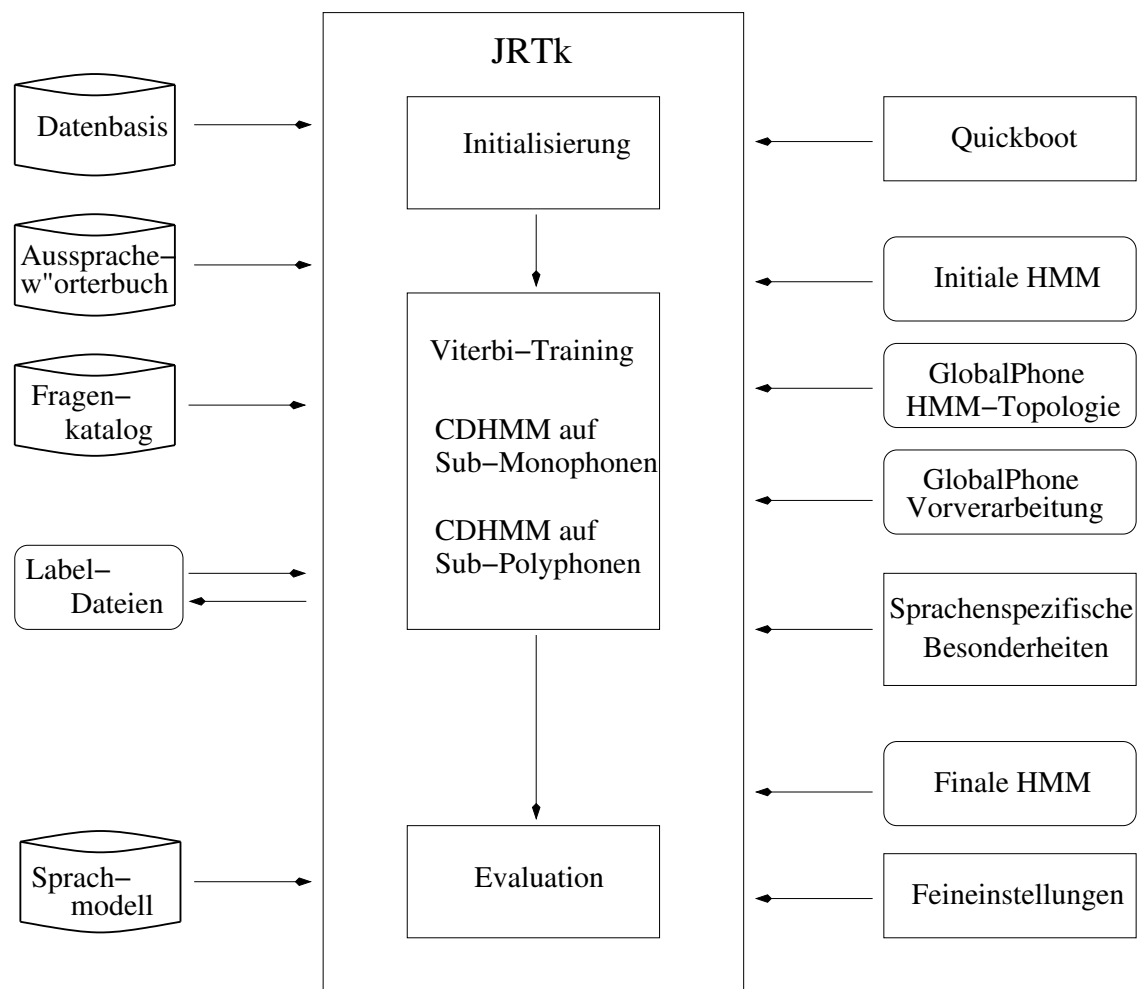 JRTk
Datenbasis
Aussprache–
w"orterbuch
Fragen–
katalog
Label–
Dateien
Sprach–
modell
Initialisierung
Viterbi–Training
CDHMM auf
Sub–Monophonen
CDHMM auf
Sub–Polyphonen
Evaluation
Quickboot
Initiale HMM
GlobalPhone
HMM–Topologie
GlobalPhone
Vorverarbeitung
Sprachenspezifische
Besonderheiten
Finale HMM
Feineinstellungen